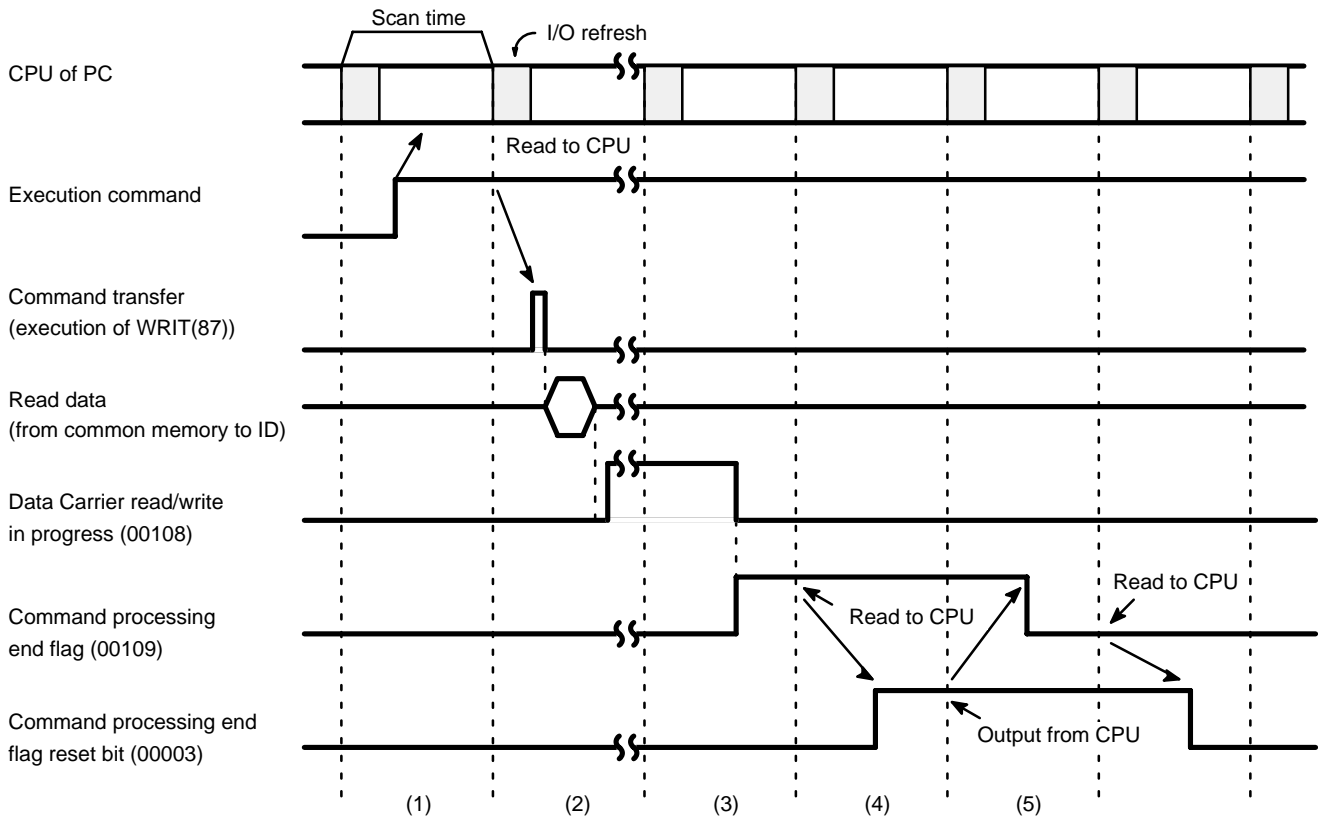 Scan time
I/O refresh
CPU of PC
Read to CPU
Execution command
Command transfer
(execution of WRIT(87))
Read data
(from common memory to ID)
Data Carrier read/write
in progress (00108)
Read to CPU
Command processing
end flag (00109)
Read to CPU
Command processing end
flag reset bit (00003)
Output from CPU
(1)
(2)
(3)
(4)
(5)